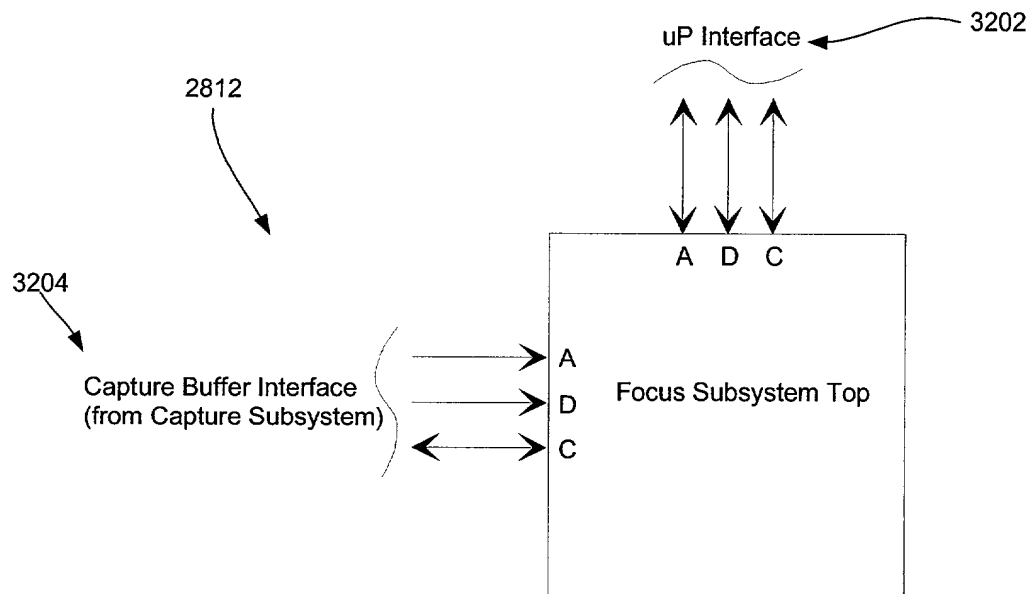 3202
uP Interface
2812
A D C
3204
A
Capture Buffer Interface
(from Capture Subsystem)
D
Focus Subsystem Top
C